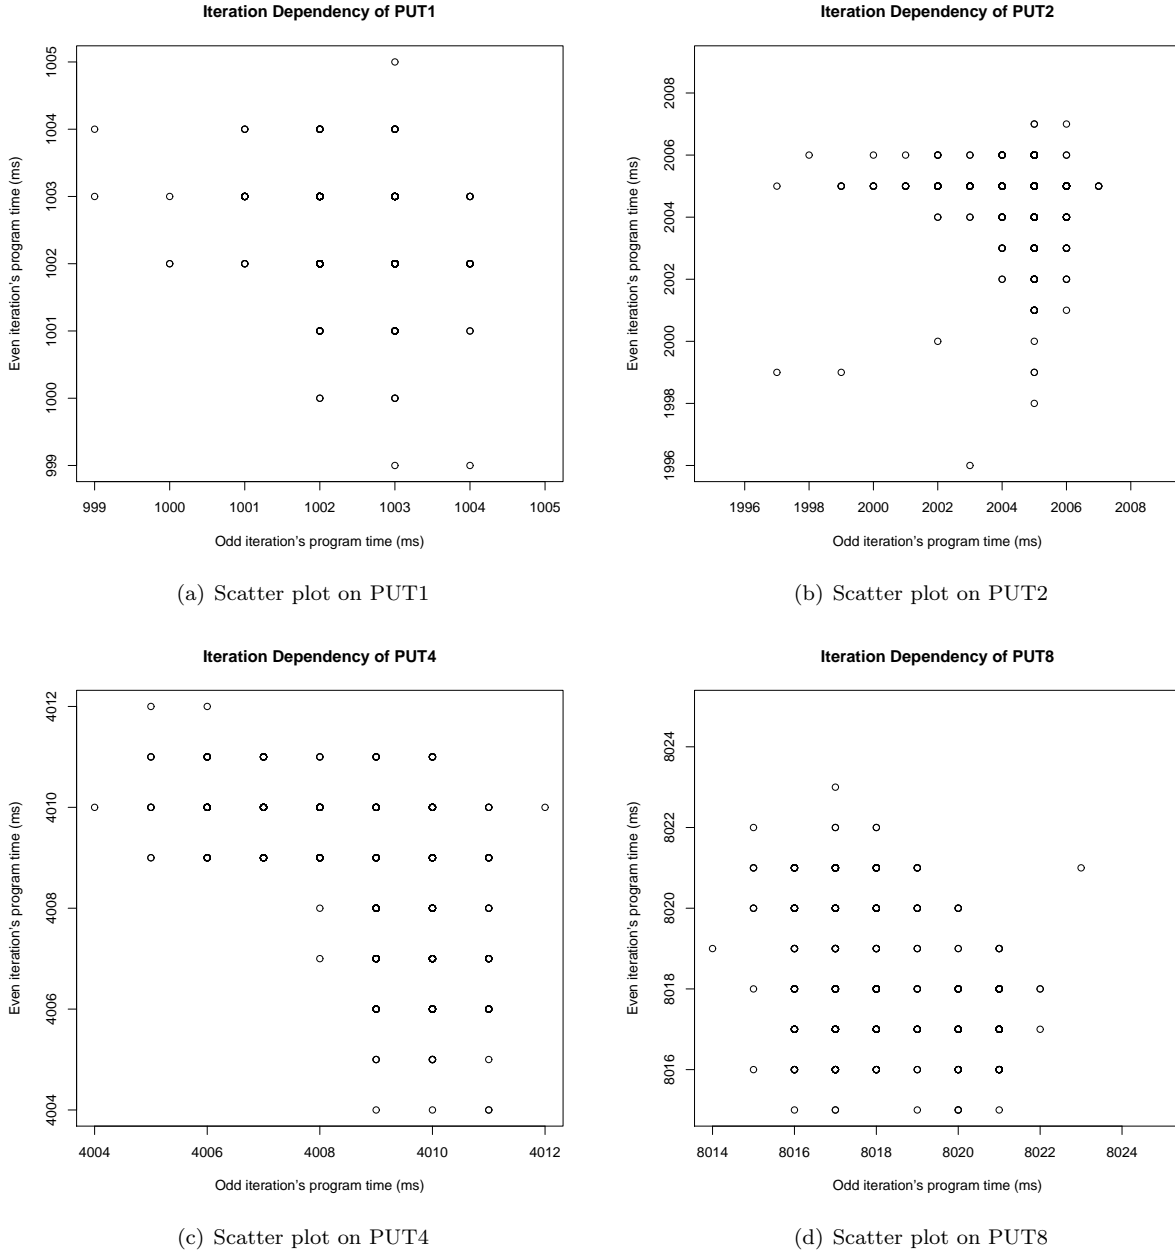 Iteration Dependency of PUT1
Even iteration's program time (ms)
1005
1004
1003
1002
1001
1000
999
999 1000 1001 1002 1003 1004 1005
Odd iteration's program time (ms)
(a) Scatter plot on PUT1
Iteration Dependency of PUT2
Even iteration's program time (ms)
2008
2006
2004
2002
2000
1998
1996
1996 1998 2000 2002 2004 2006 2008
Odd iteration's program time (ms)
(b) Scatter plot on PUT2
Iteration Dependency of PUT4
Even iteration's program time (ms)
4012
4010
4008
4006
4004
4004 4006 4008 4010 4012
Odd iteration's program time (ms)
(c) Scatter plot on PUT4
Iteration Dependency of PUT8
Even iteration's program time (ms)
8024
8022
8020
8018
8016
8014 8016 8018 8020 8022 8024
Odd iteration's program time (ms)
(d) Scatter plot on PUT8